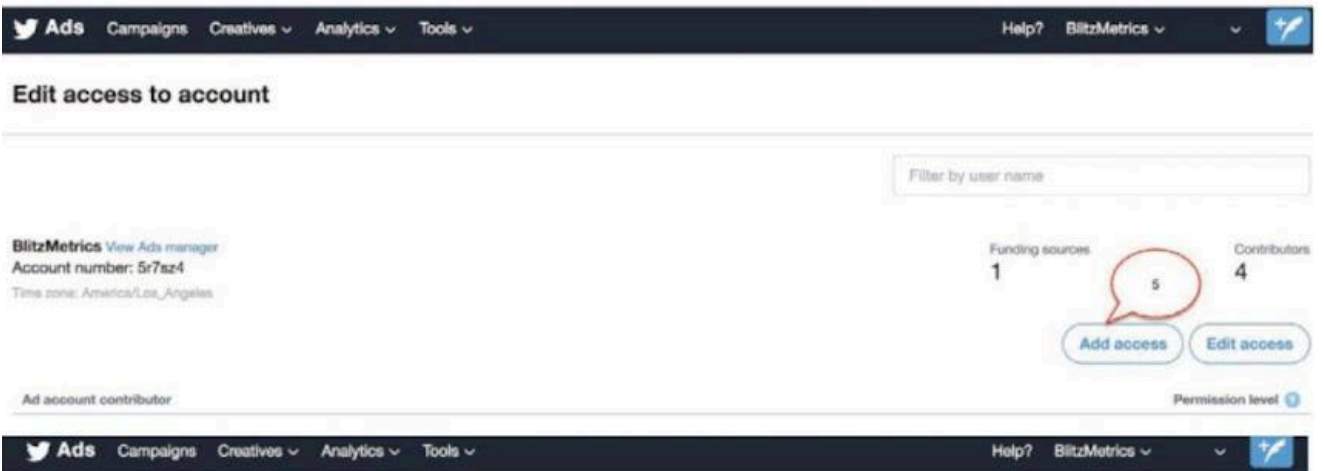 Ads Campaigns Creatives Analytics Tools Help? BlitzMetrics
Edit access to account
Filter by user name
BlitzMetrics View Ads manager
Account number: 5r7sz4
Time zone: America/Los_Angeles
Funding sources
1
5
Contributors
4
Add access Edit access
Ad account contributor Permission level ?
Ads Campaigns Creatives Analytics Tools Help? BlitzMetrics